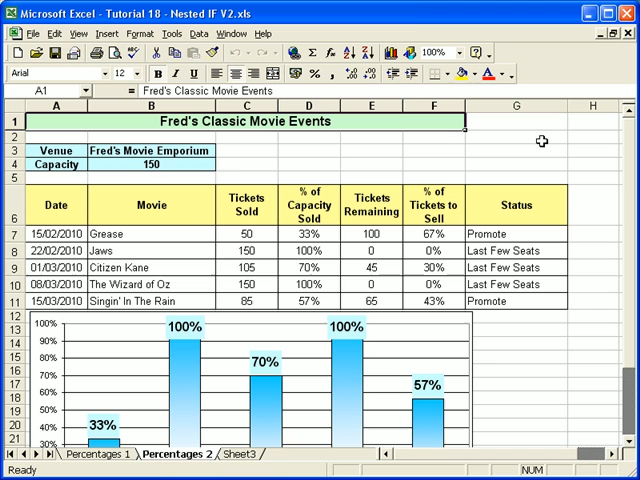 Microsoft Excel - Tutorial 18 - Nested IF V2.xls
File Edit View Insert Format Tools Data Window Help
100%
Arial 12 B I U
A1 = Fred's Classic Movie Events
A B C D E F G H
1 Fred's Classic Movie Events
2
3 Venue Fred's Movie Emporium
4 Capacity 150
5
6 Date Movie Tickets Sold % of Capacity Sold Tickets Remaining % of Tickets to Sell Status
7 15/02/2010 Grease 50 33% 100 67% Promote
8 22/02/2010 Jaws 150 100% 0 0% Last Few Seats
9 01/03/2010 Citizen Kane 105 70% 45 30% Last Few Seats
10 08/03/2010 The Wizard of Oz 150 100% 0 0% Last Few Seats
11 15/03/2010 Singin' In The Rain 85 57% 65 43% Promote
12
13 100% 100% 100%
14 90%
15 80%
16 70% 70%
17 60% 57%
18 50%
19 40% 33%
20
21 30%
Percentages 1 Percentages 2 Sheet3
Ready NUM